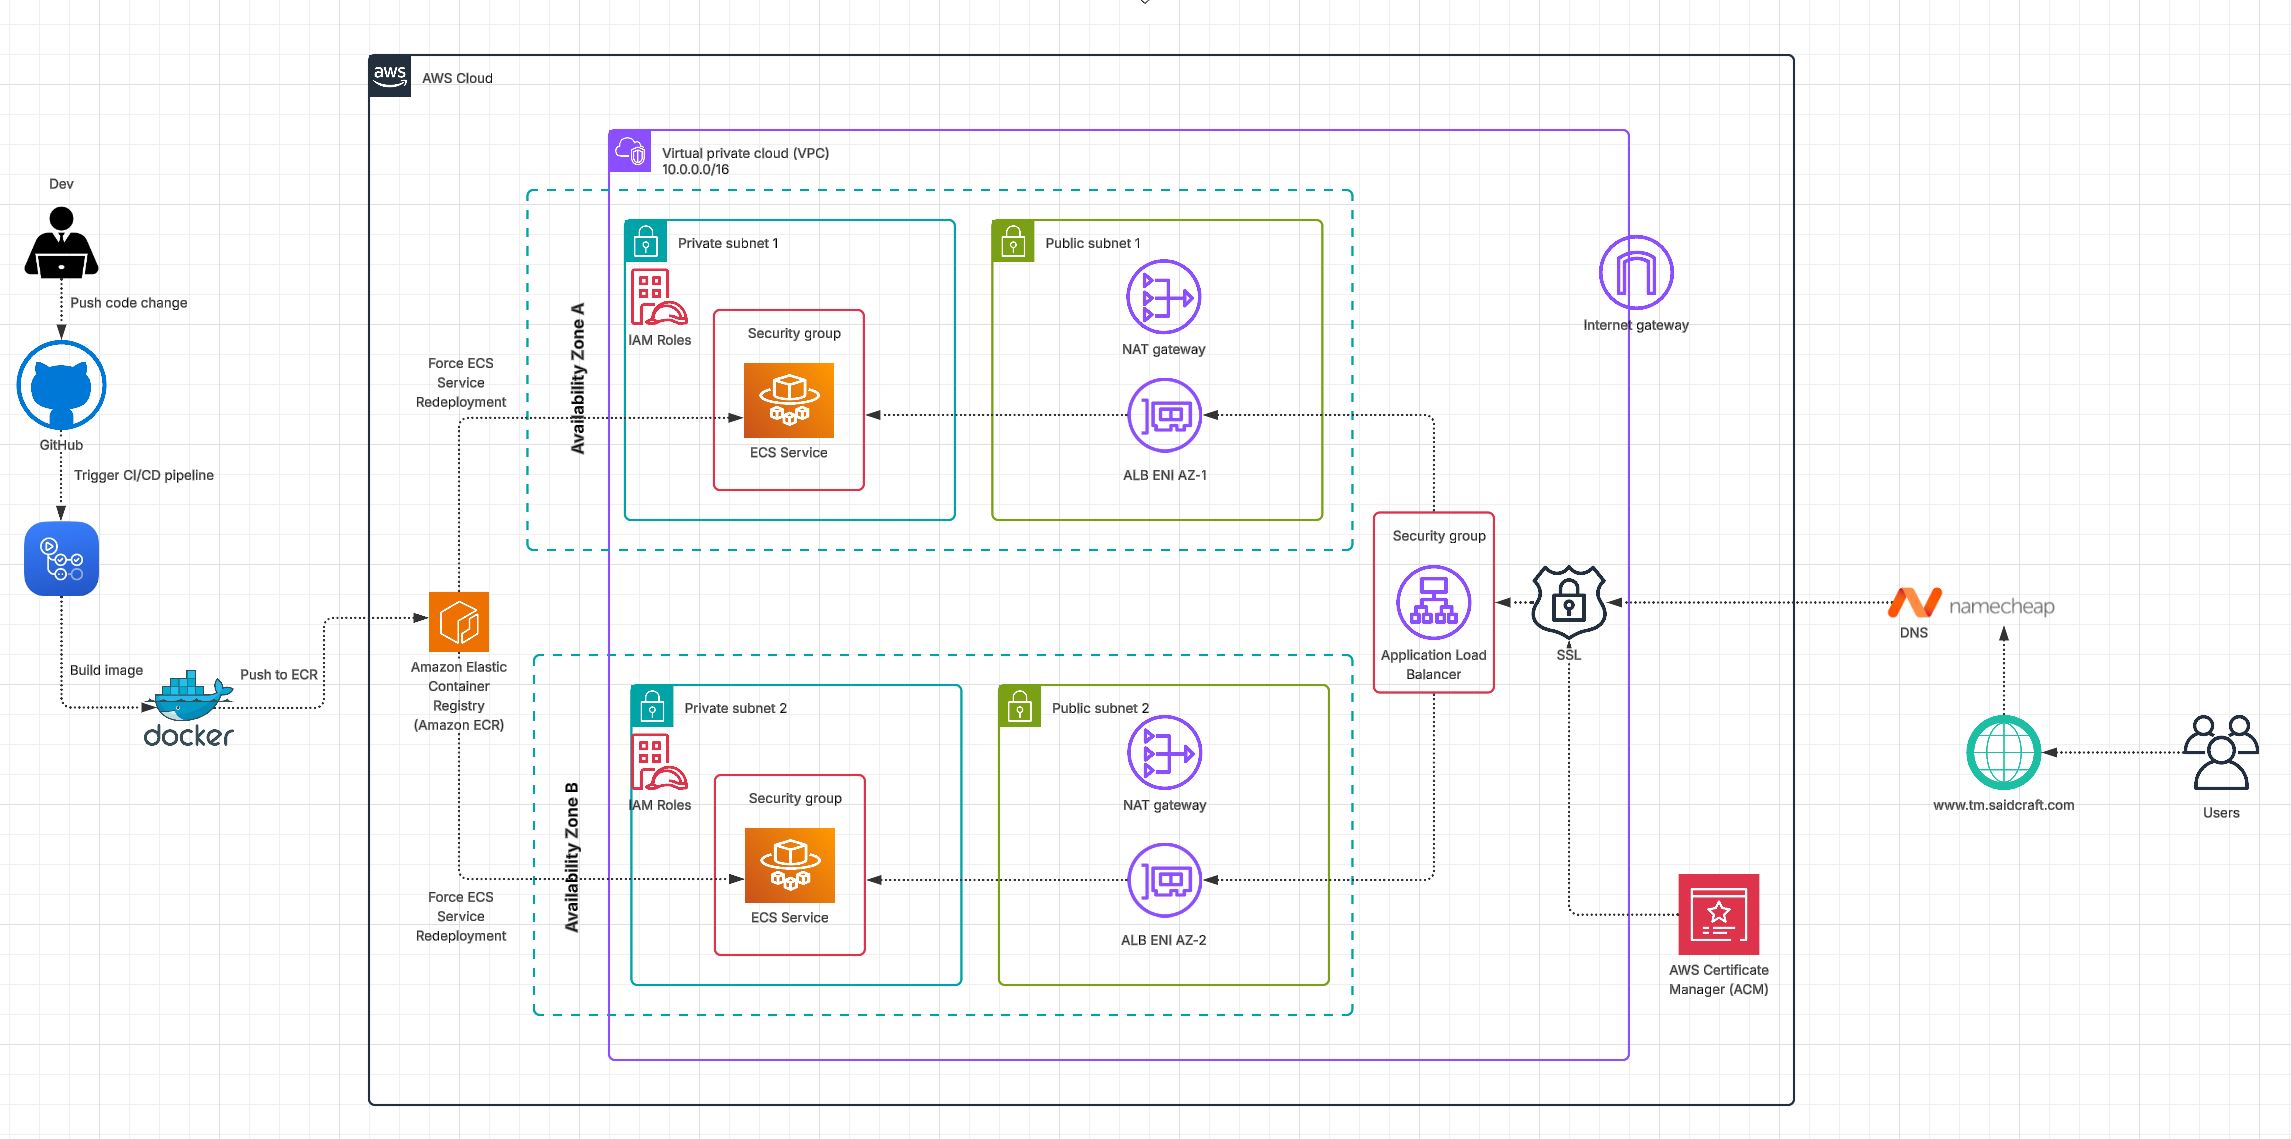 aws
AWS Cloud
Virtual private cloud (VPC)
10.0.0.0/16
Dev
Push code change
GitHub
Trigger CI/CD pipeline
Build image
docker
Push to ECR
Amazon Elastic
Container
Registry
(Amazon ECR)
Force ECS
Service
Redeployment
Availability Zone A
Private subnet 1
IAM Roles
Security group
ECS Service
Public subnet 1
NAT gateway
ALB ENI AZ-1
Internet gateway
Security group
Application Load
Balancer
SSL
namecheap
DNS
www.tm.saidcraft.com
Users
Force ECS
Service
Redeployment
Availability Zone B
Private subnet 2
IAM Roles
Security group
ECS Service
Public subnet 2
NAT gateway
ALB ENI AZ-2
AWS Certificate
Manager (ACM)